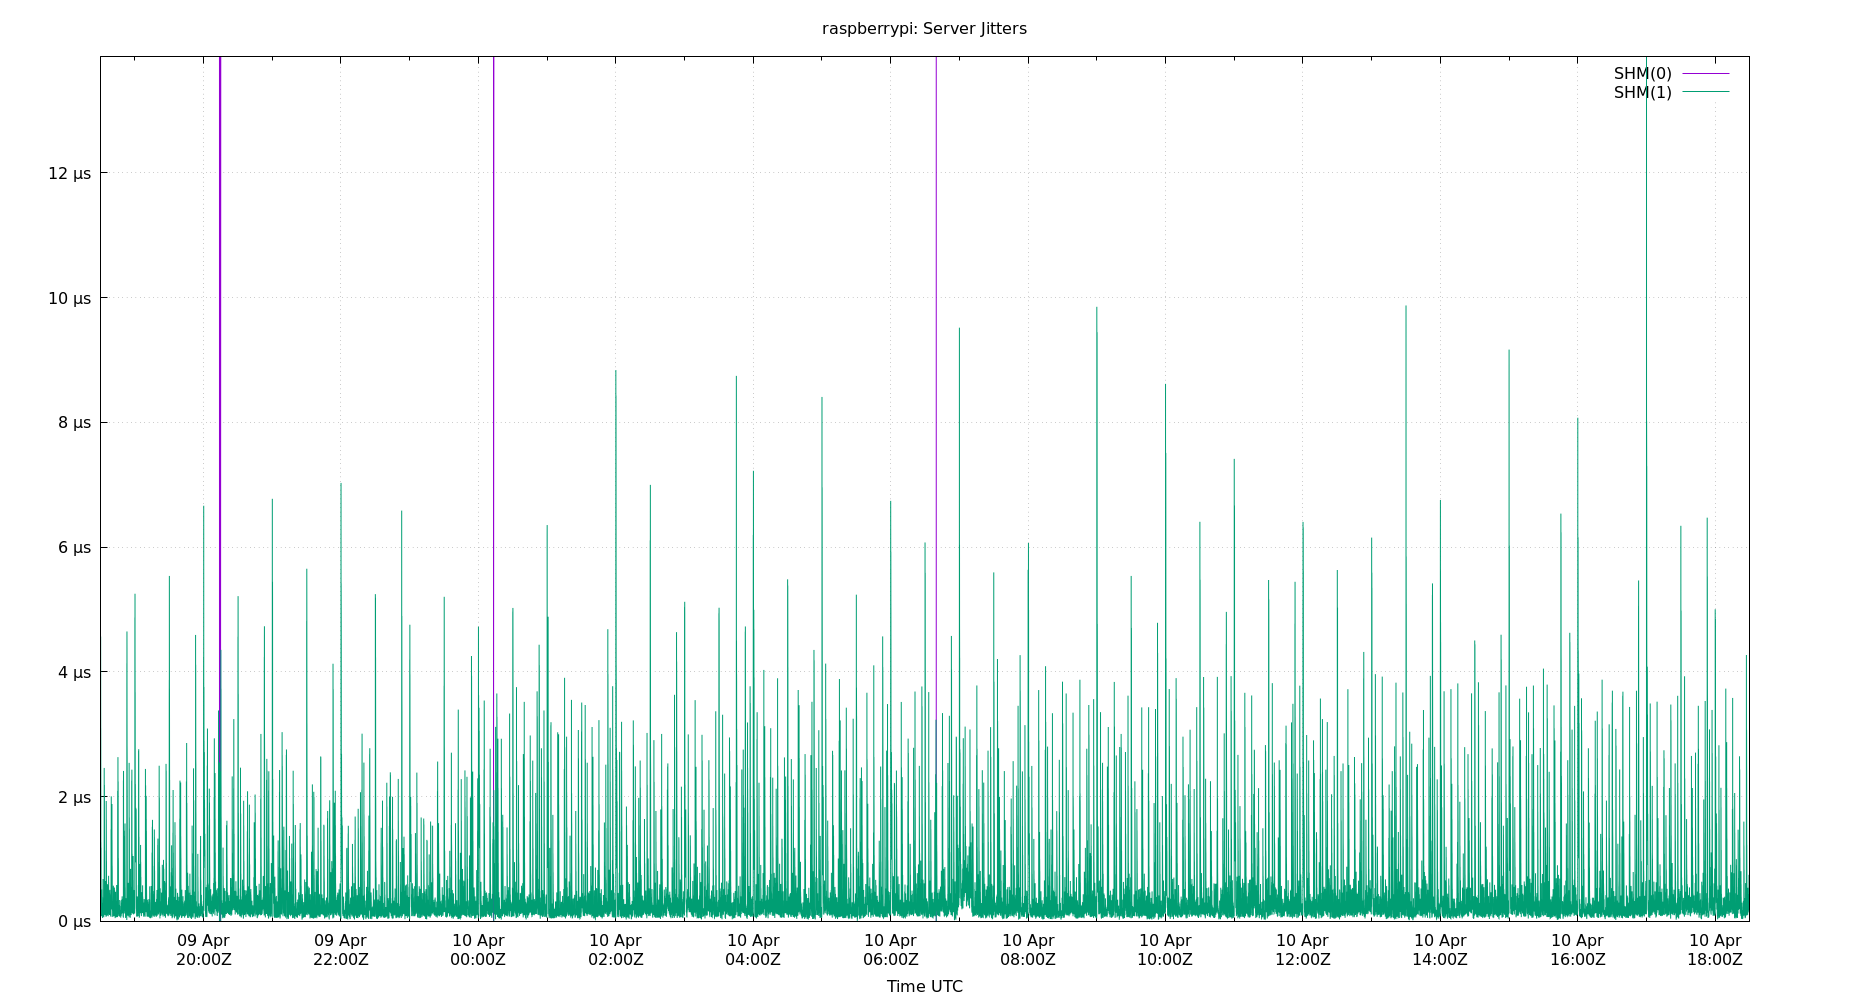 raspberrypi: Server Jitters
SHM(0)
SHM(1)
12 µs
10 µs
8 µs
6 µs
4 µs
2 µs
0 µs
09 Apr 09 Apr 10 Apr 10 Apr 10 Apr 10 Apr 10 Apr 10 Apr 10 Apr 10 Apr 10 Apr 10 Apr
20:00Z 22:00Z 00:00Z 02:00Z 04:00Z 06:00Z 08:00Z 10:00Z 12:00Z 14:00Z 16:00Z 18:00Z
Time UTC